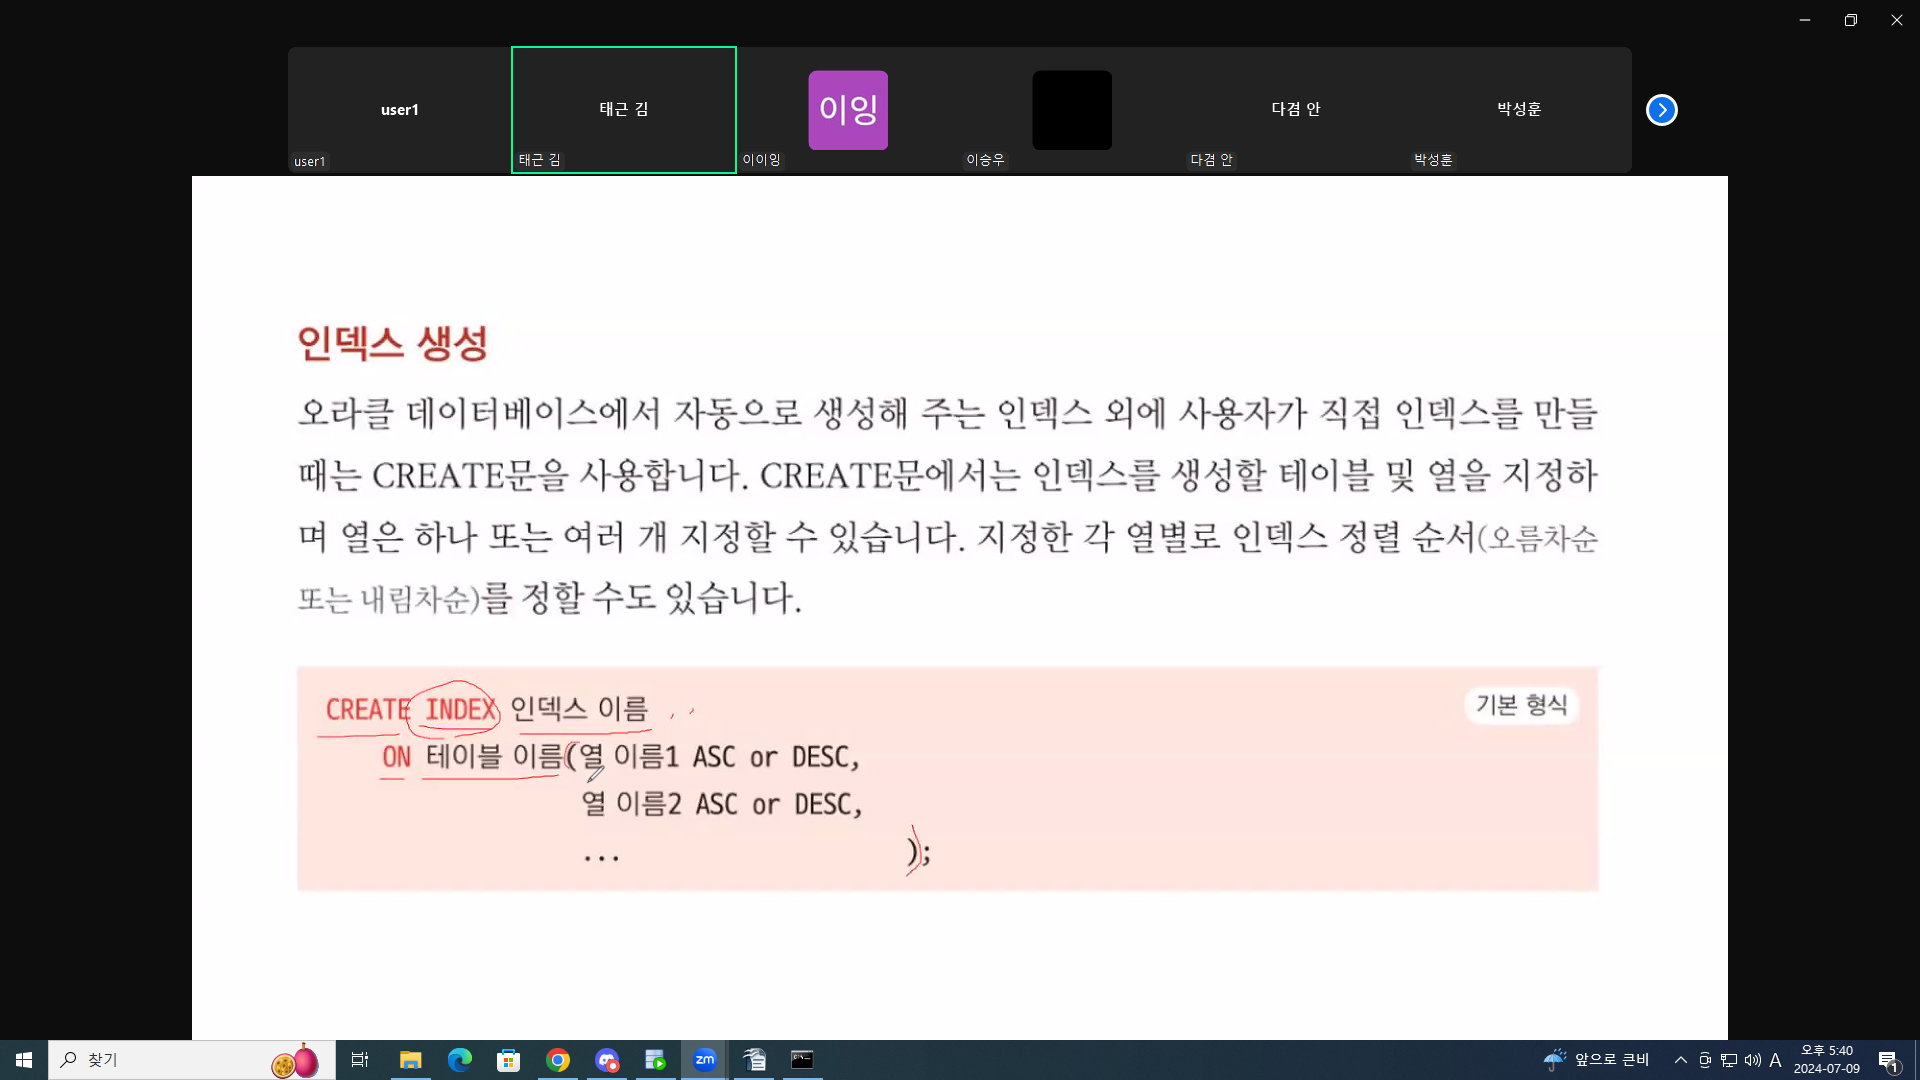 user1
태근 김
이잉
다겸 안
박성훈
user1
태근 김
이이잉
이승우
다겸 안
박성훈
인덱스 생성
오라클 데이터베이스에서 자동으로 생성해 주는 인덱스 외에 사용자가 직접 인덱스를 만들
때는 CREATE문을 사용합니다. CREATE문에서는 인덱스를 생성할 테이블 및 열을 지정하
며 열은 하나 또는 여러 개 지정할 수 있습니다. 지정한 각 열별로 인덱스 정렬 순서(오름차순
또는 내림차순)를 정할 수도 있습니다.
CREATE INDEX 인덱스 이름
기본 형식
ON 테이블 이름(열 이름1 ASC or DESC,
열 이름2 ASC or DESC,
... );
찾기
zm
앞으로 큰비
A
오후 5:40
2024-07-09
1